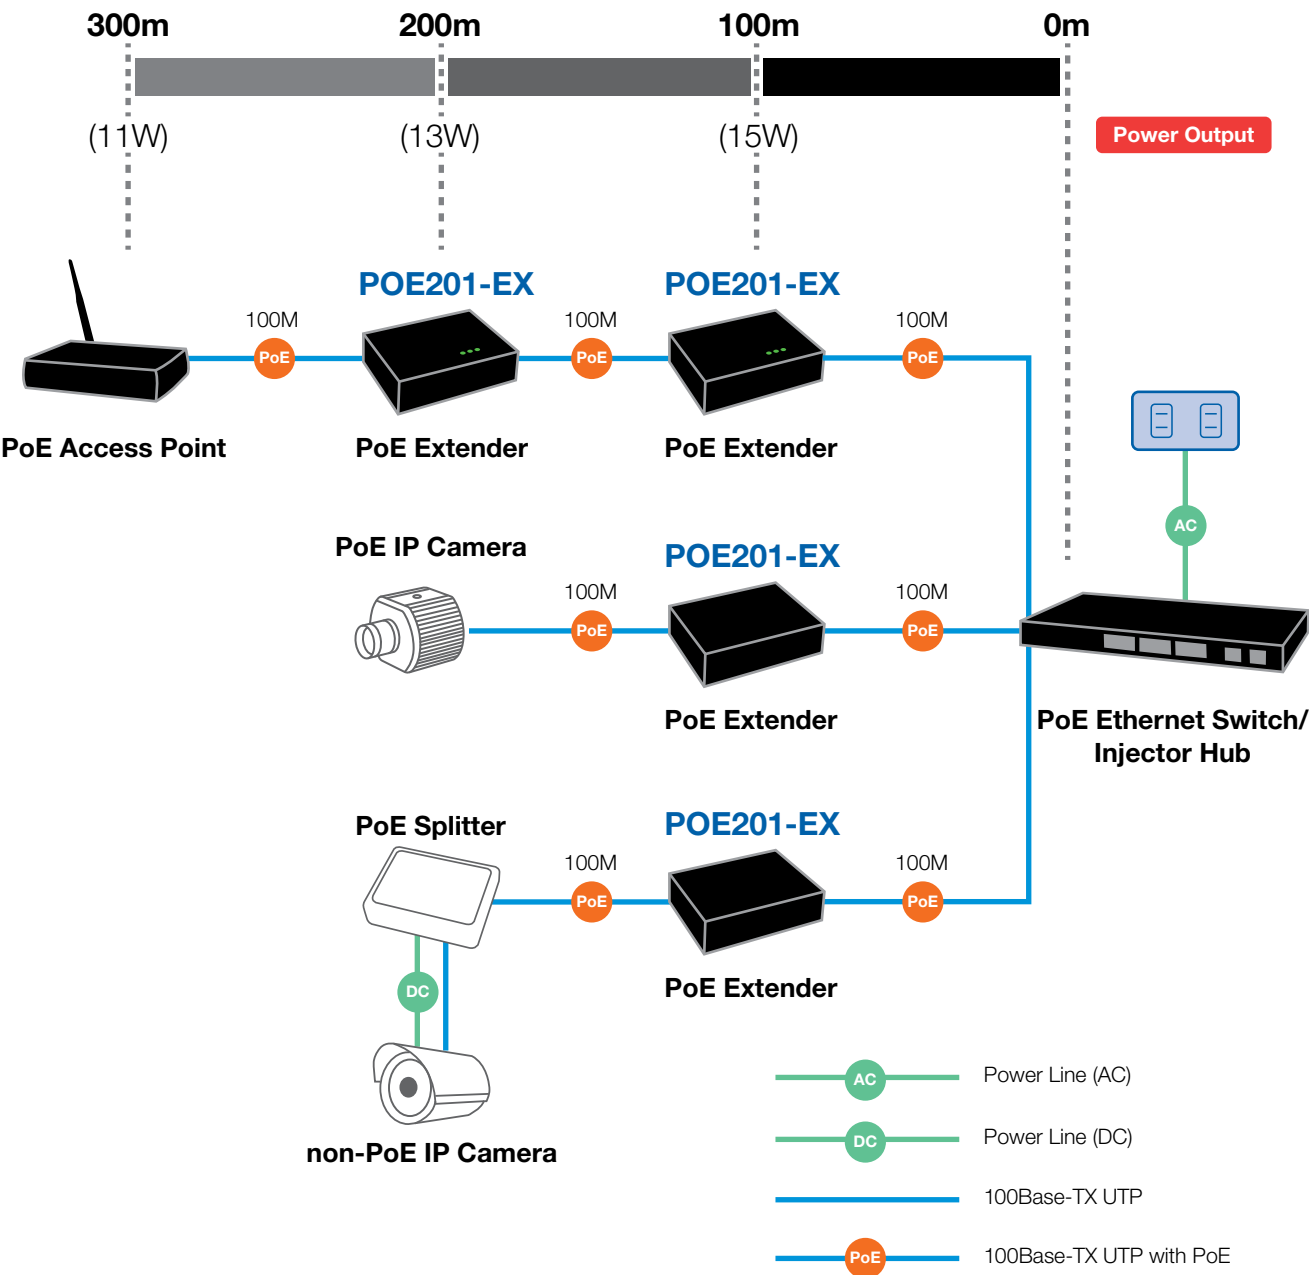 300m 200m 100m 0m
(11W) (13W) (15W)
Power Output
POE201-EX POE201-EX
100M 100M 100M
PoE PoE PoE
PoE Access Point PoE Extender PoE Extender
AC
PoE IP Camera POE201-EX
100M 100M
PoE PoE
PoE Extender
PoE Ethernet Switch/
Injector Hub
PoE Splitter POE201-EX
100M 100M
PoE PoE
PoE Extender
DC
non-PoE IP Camera
AC Power Line (AC)
DC Power Line (DC)
100Base-TX UTP
PoE 100Base-TX UTP with PoE